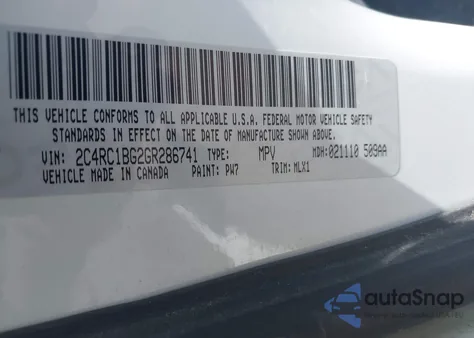 THIS VEHICLE CONFORMS TO ALL APPLICABLE U.S.A. FEDERAL MOTOR VEHICLE SAFETY
STANDARDS IN EFFECT ON THE DATE OF MANUFACTURE SHOWN ABOVE.
VIN: 2C4RC1BG2GR286741 TYPE: MPV MDH: 021110 509AA
VEHICLE MADE IN CANADA PAINT: PW7 TRIM: MLX1
autoSnap